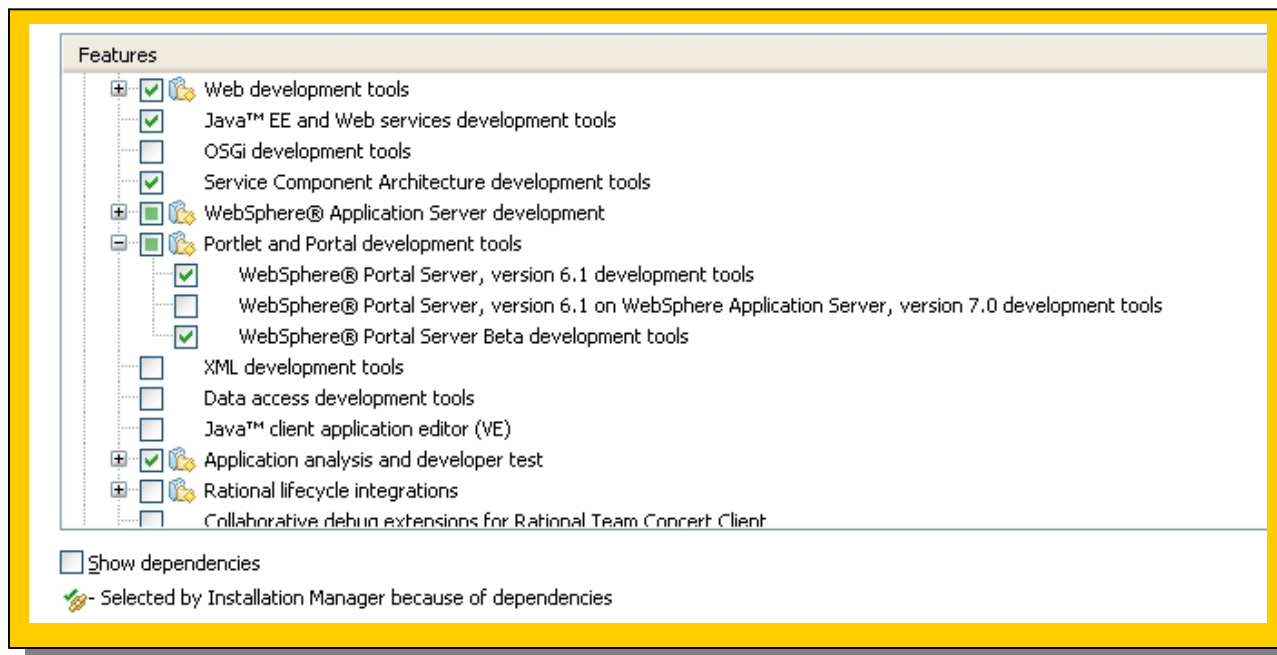 Features
Web development tools
Java™ EE and Web services development tools
OSGi development tools
Service Component Architecture development tools
WebSphere® Application Server development
Portlet and Portal development tools
WebSphere® Portal Server, version 6.1 development tools
WebSphere® Portal Server, version 6.1 on WebSphere Application Server, version 7.0 development tools
WebSphere® Portal Server Beta development tools
XML development tools
Data access development tools
Java™ client application editor (VE)
Application analysis and developer test
Rational lifecycle integrations
Collaborative debug extensions for Rational Team Concert Client
Show dependencies
- Selected by Installation Manager because of dependencies